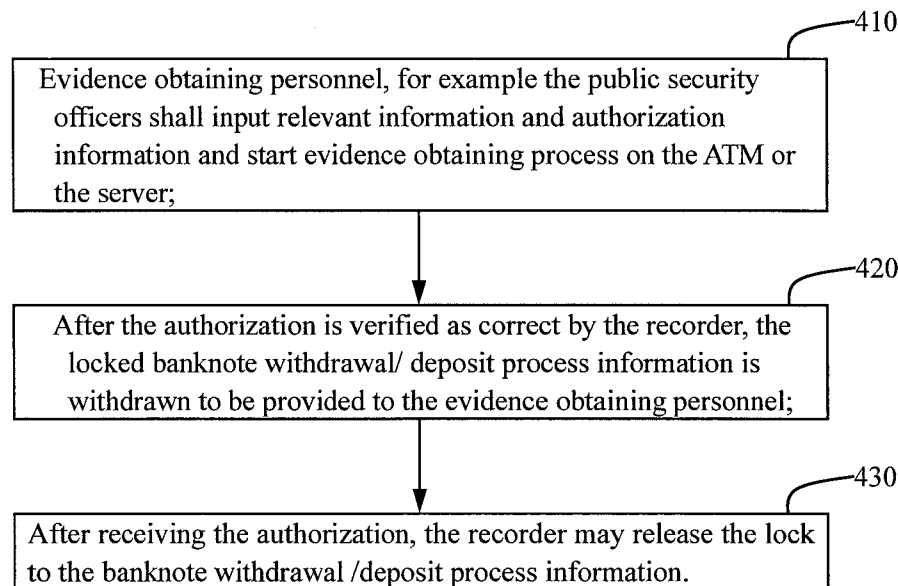 410
Evidence obtaining personnel, for example the public security
officers shall input relevant information and authorization
information and start evidence obtaining process on the ATM or
the server;
420
After the authorization is verified as correct by the recorder, the
locked banknote withdrawal/ deposit process information is
withdrawn to be provided to the evidence obtaining personnel;
430
After receiving the authorization, the recorder may release the lock
to the banknote withdrawal /deposit process information.